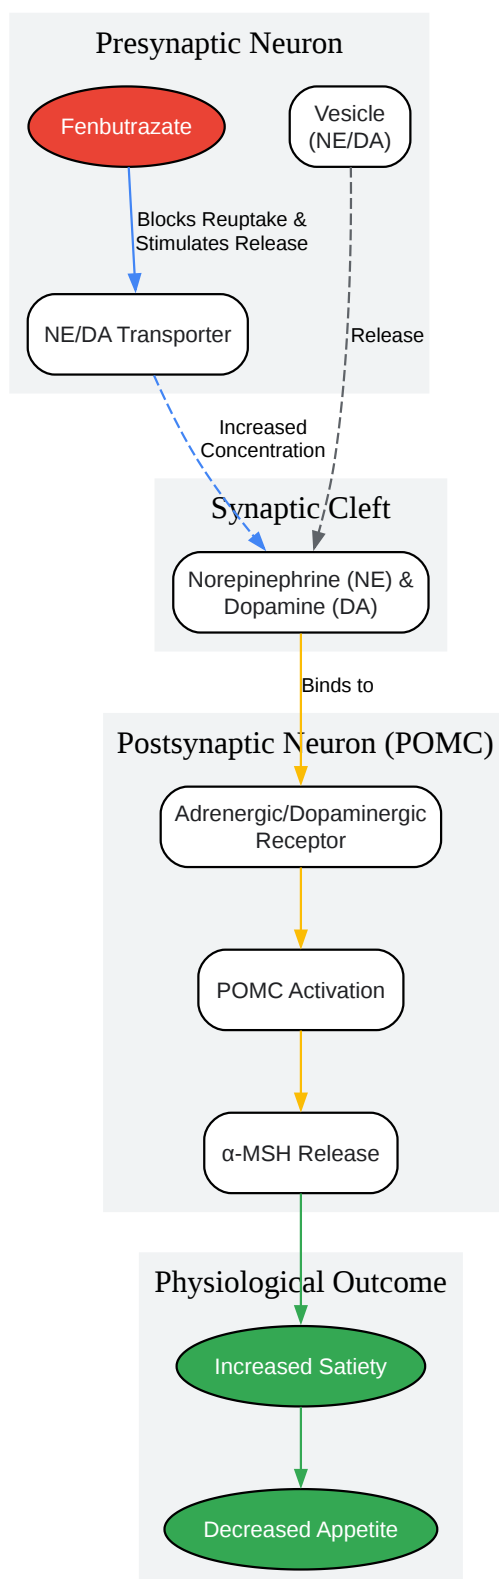 Presynaptic Neuron
Fenbutrazate
Vesicle
(NE/DA)
Blocks Reuptake &
Stimulates Release
NE/DA Transporter
Release
Increased
Concentration
Synaptic Cleft
Norepinephrine (NE) &
Dopamine (DA)
Binds to
Postsynaptic Neuron (POMC)
Adrenergic/Dopaminergic
Receptor
POMC Activation
α-MSH Release
Physiological Outcome
Increased Satiety
Decreased Appetite